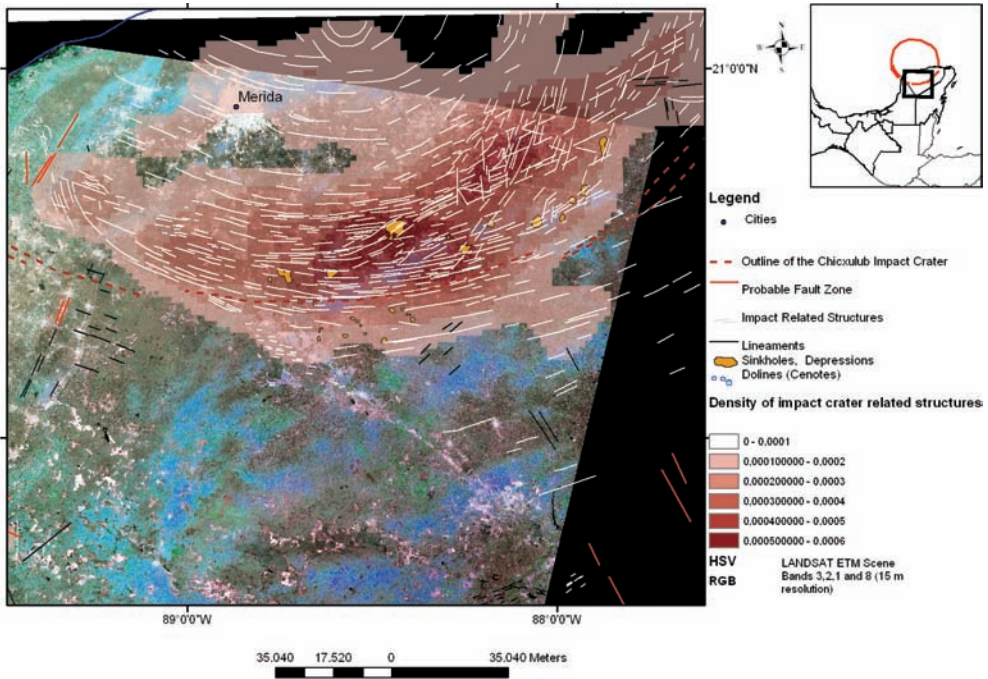 Merida
N
W
E
S
21°0'0"N
Legend
Cities
Outline of the Chicxulub Impact Crater
Probable Fault Zone
Impact Related Structures
Lineaments
Sinkholes, Depressions
Dolines (Cenotes)
Density of impact crater related structures
0 - 0,0001
0,000100000 - 0,0002
0,000200000 - 0,0003
0,000300000 - 0,0004
0,000400000 - 0,0005
0,000500000 - 0,0006
HSV
LANDSAT ETM Scene
RGB
Bands 3,2,1 and 8 (15 m
resolution)
89°0'0"W
88°0'0"W
35.040 17.520 0 35.040 Meters